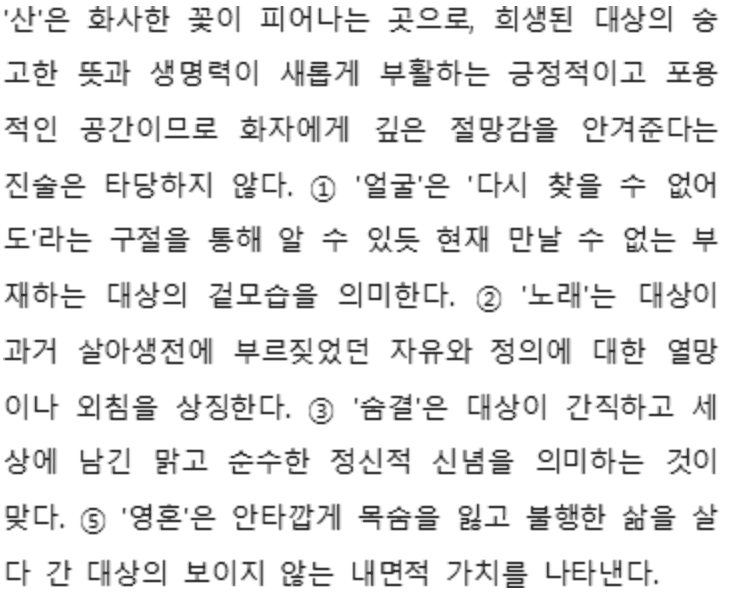 '산'은 화사한 꽃이 피어나는 곳으로, 희생된 대상의 숭
고한 뜻과 생명력이 새롭게 부활하는 긍정적이고 포용
적인 공간이므로 화자에게 깊은 절망감을 안겨준다는
진술은 타당하지 않다. ① '얼굴'은 '다시 찾을 수 없어
도'라는 구절을 통해 알 수 있듯 현재 만날 수 없는 부
재하는 대상의 겉모습을 의미한다. ② '노래'는 대상이
과거 살아생전에 부르짖었던 자유와 정의에 대한 열망
이나 외침을 상징한다. ③ '숨결'은 대상이 간직하고 세
상에 남긴 맑고 순수한 정신적 신념을 의미하는 것이
맞다. ⑤ '영혼'은 안타깝게 목숨을 잃고 불행한 삶을 살
다 간 대상의 보이지 않는 내면적 가치를 나타낸다.